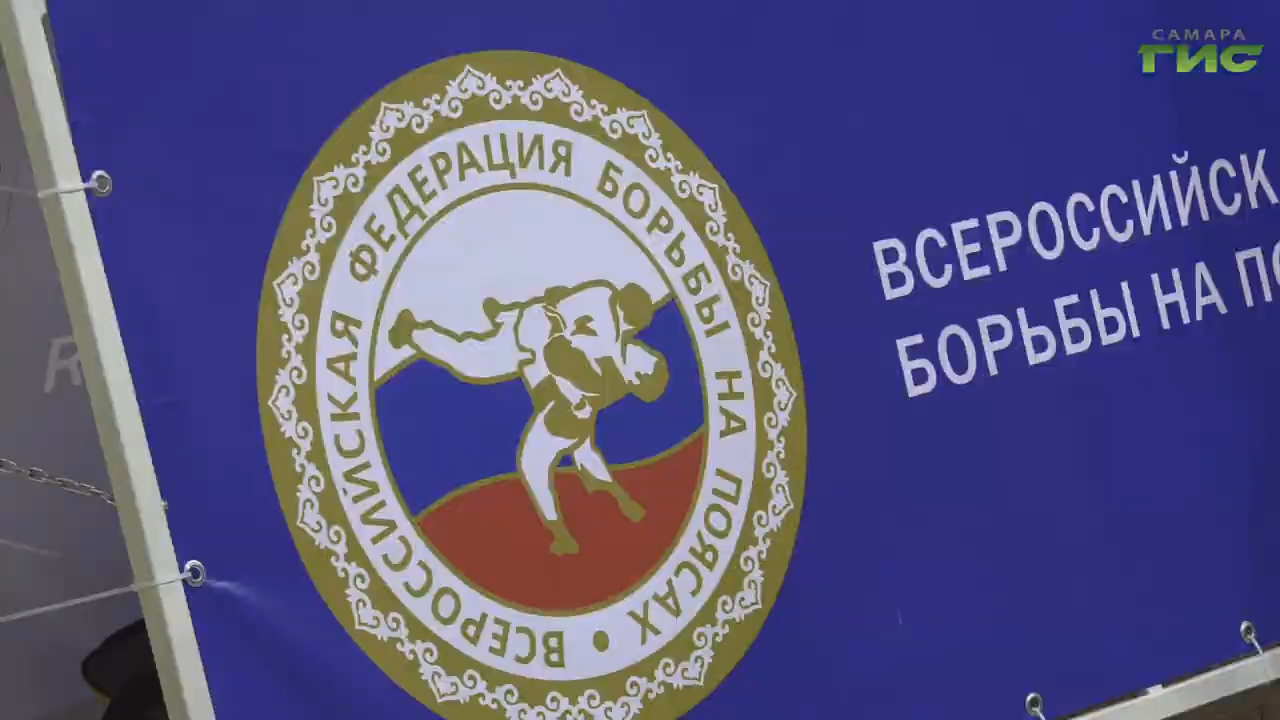 САМАРА
ГИС
ВСЕРОССИЙСКАЯ ФЕДЕРАЦИЯ БОРЬБЫ НА ПОЯСАХ •
ВСЕРОССИЙСК
БОРЬБЫ НА ПО